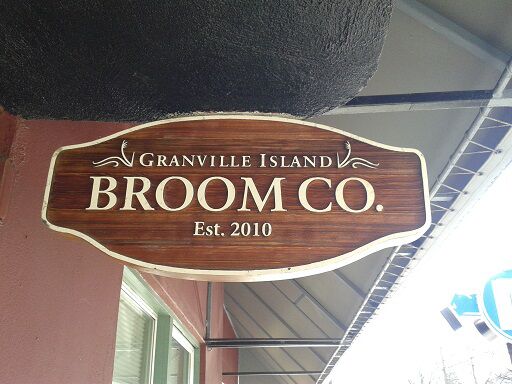 GRANVILLE ISLAND
BROOM CO.
EST. 2010